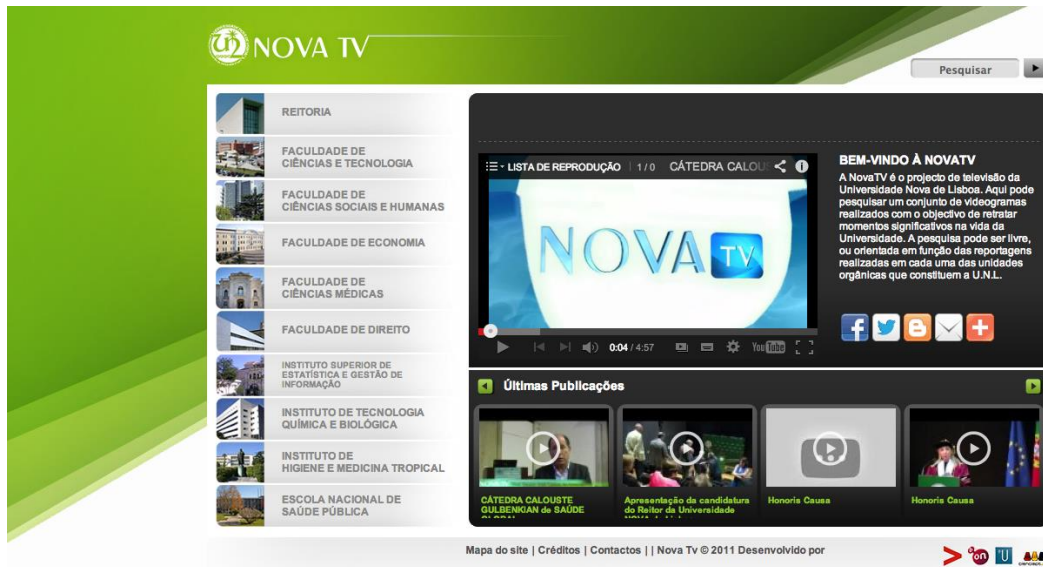 NOVA TV
Pesquisar
REITORIA
FACULDADE DE
CIÊNCIAS E TECNOLOGIA
FACULDADE DE
CIÊNCIAS SOCIAIS E HUMANAS
FACULDADE DE ECONOMIA
FACULDADE DE
CIÊNCIAS MÉDICAS
FACULDADE DE DIREITO
INSTITUTO SUPERIOR DE
ESTATÍSTICA E GESTÃO DE
INFORMAÇÃO
INSTITUTO DE TECNOLOGIA
QUÍMICA E BIOLÓGICA
INSTITUTO DE
HIGIENE E MEDICINA TROPICAL
ESCOLA NACIONAL DE
SAÚDE PÚBLICA
LISTA DE REPRODUÇÃO 1 / 0 CÁTEDRA CALOUS
NOVA TV
0:04 / 4:57 YouTube
BEM-VINDO À NOVATV
A NovaTV é o projecto de televisão da
Universidade Nova de Lisboa. Aqui pode
pesquisar um conjunto de videogramas
realizados com o objectivo de retratar
momentos significativos na vida da
Universidade. A pesquisa pode ser livre,
ou orientada em função das reportagens
realizadas em cada uma das unidades
orgânicas que constituem a U.N.L.
Últimas Publicações
CÁTEDRA CALOUSTE
GULBENKIAN de SAÚDE
GLOBAL
Apresentação da candidatura
do Reitor da Universidade
NOVA de Lisboa
Honoris Causa
Honoris Causa
Mapa do site | Créditos | Contactos | | Nova Tv © 2011 Desenvolvido por